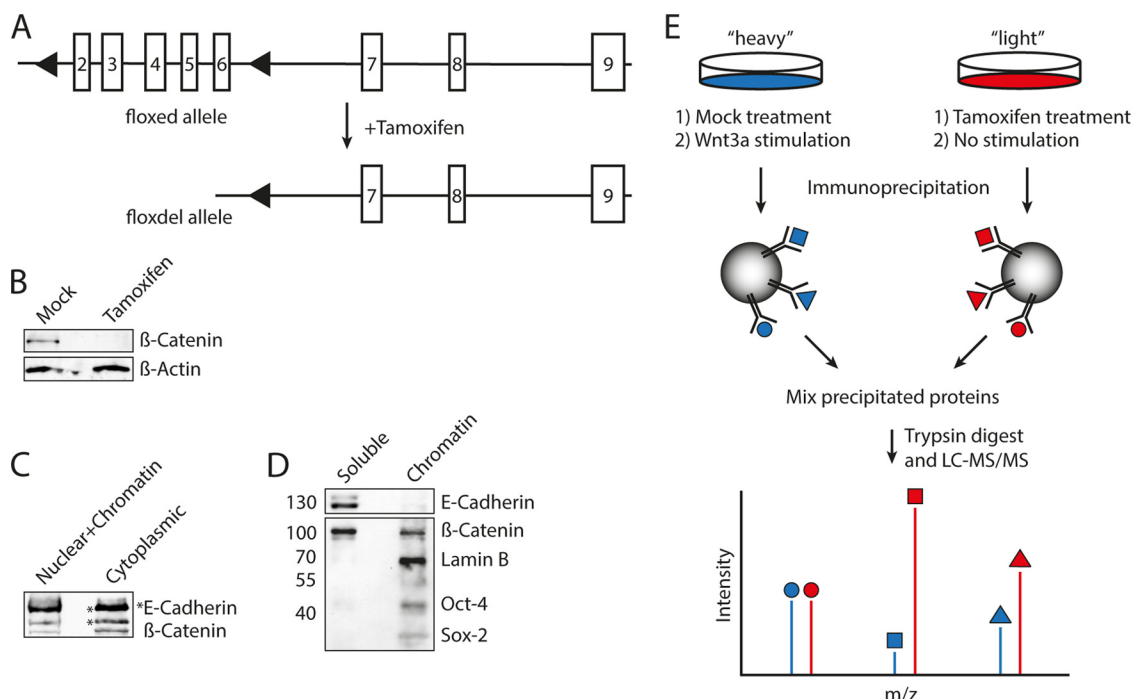 A
2 3 4 5 6 7 8 9
floxed allele
+Tamoxifen
7 8 9
floxdel allele
B
Mock Tamoxifen
ß-Catenin
ß-Actin
C
Nuclear+Chromatin Cytoplasmic
*E-Cadherin
*
*
ß-Catenin
D
Soluble Chromatin
130 E-Cadherin
100 ß-Catenin
70 Lamin B
55
40 Oct-4
Sox-2
E
“heavy” “light”
1) Mock treatment 1) Tamoxifen treatment
2) Wnt3a stimulation 2) No stimulation
Immunoprecipitation
Mix precipitated proteins
Trypsin digest
and LC-MS/MS
Intensity
m/z